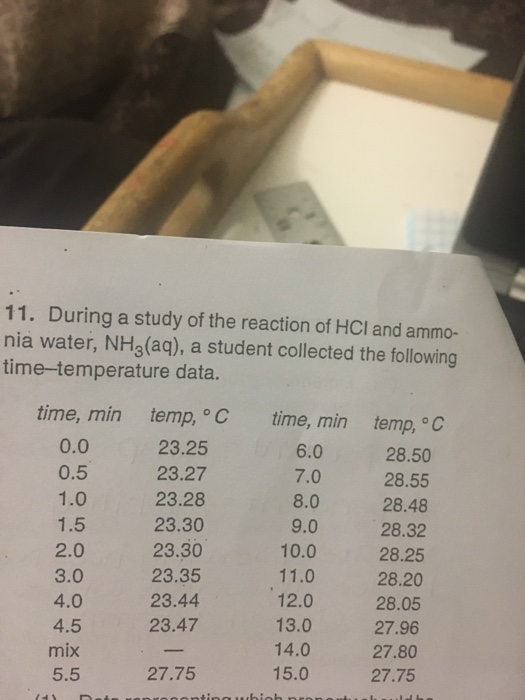 11. During a study of the reaction of HCl and ammo-
nia water, NH3(aq), a student collected the following
time–temperature data.
time, min temp, °C time, min temp, °C
0.0 23.25 6.0 28.50
0.5 23.27 7.0 28.55
1.0 23.28 8.0 28.48
1.5 23.30 9.0 28.32
2.0 23.30 10.0 28.25
3.0 23.35 11.0 28.20
4.0 23.44 12.0 28.05
4.5 23.47 13.0 27.96
mix — 14.0 27.80
5.5 27.75 15.0 27.75